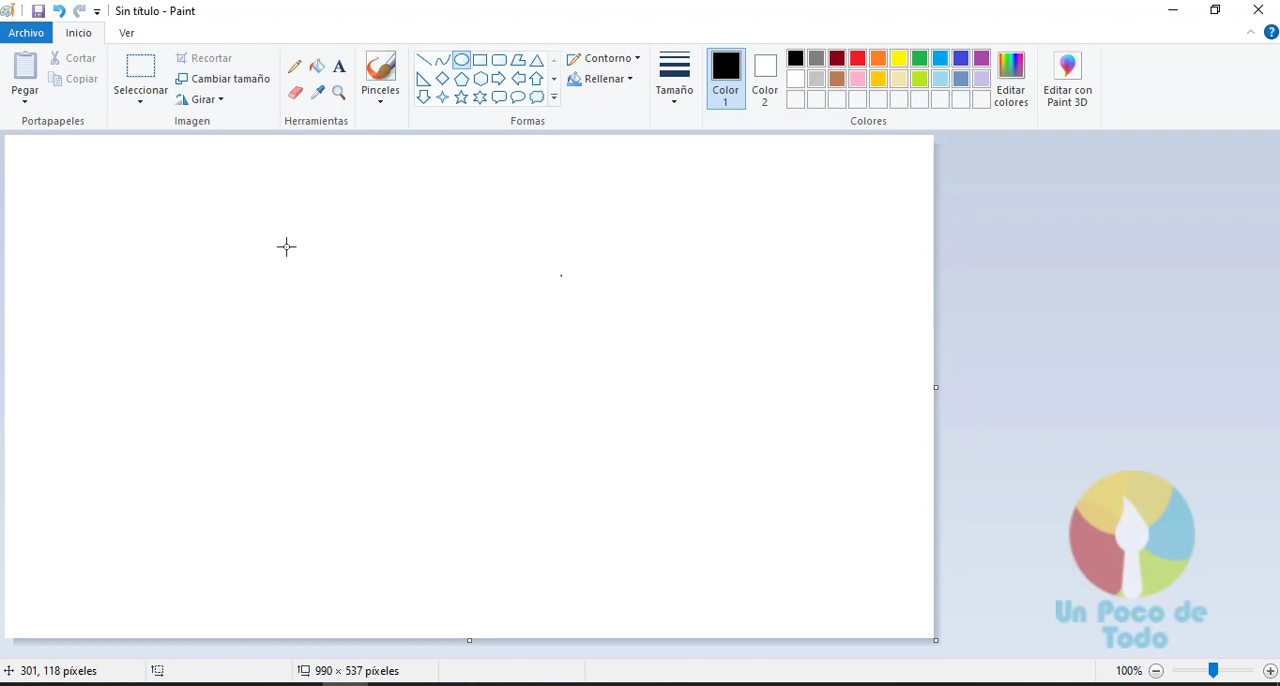 Sin título - Paint
Archivo Inicio Ver
Pegar
Cortar
Copiar
Portapapeles
Seleccionar
Recortar
Cambiar tamaño
Girar
Imagen
A
Herramientas
Pinceles
Contorno
Rellenar
Formas
Tamaño
Color
1
Color
2
Editar
colores
Colores
Editar con
Paint 3D
Un Poco de
Todo
301, 118 píxeles
990 × 537 píxeles
100%